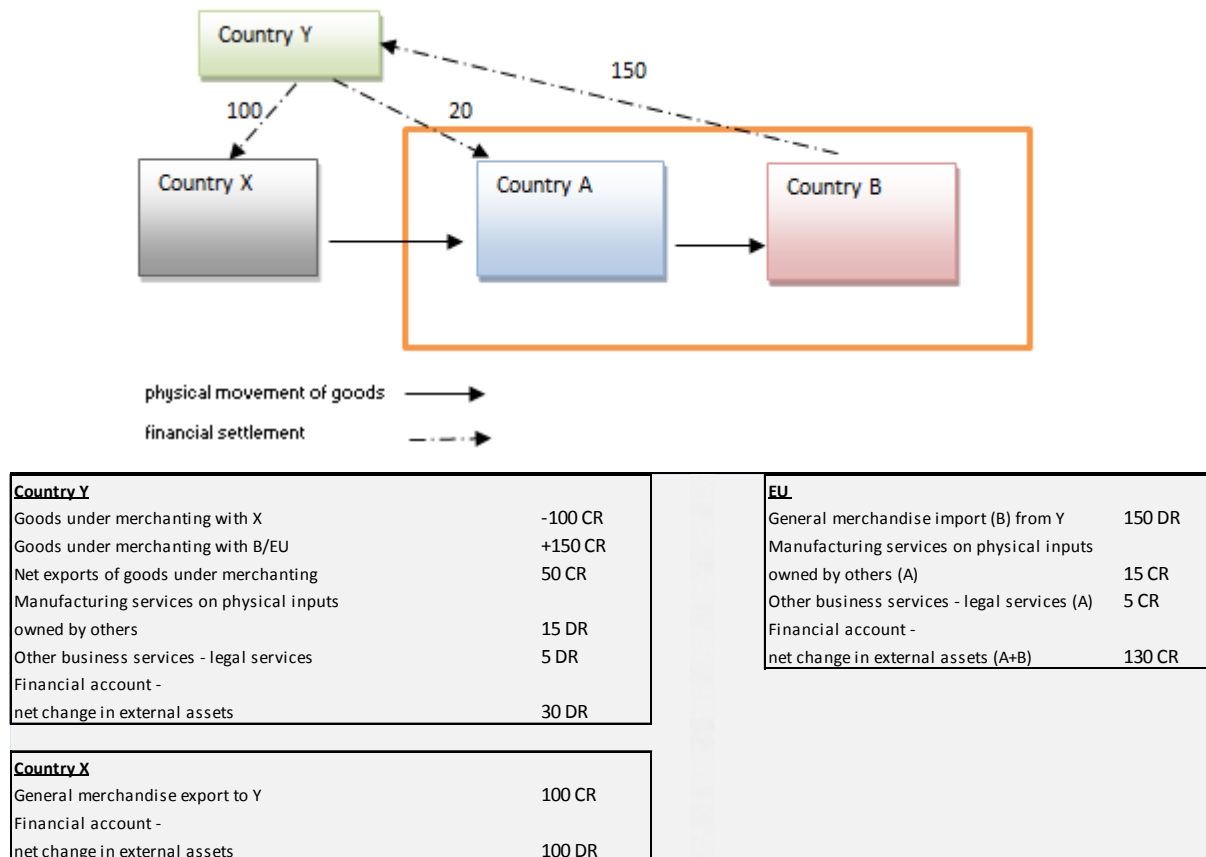 Country Y
150
100
20
Country X
Country A
Country B
physical movement of goods
financial settlement
Country Y
Goods under merchanting with X -100 CR
Goods under merchanting with B/EU +150 CR
Net exports of goods under merchanting 50 CR
Manufacturing services on physical inputs
owned by others 15 DR
Other business services - legal services 5 DR
Financial account -
net change in external assets 30 DR
EU
General merchandise import (B) from Y 150 DR
Manufacturing services on physical inputs
owned by others (A) 15 CR
Other business services - legal services (A) 5 CR
Financial account -
net change in external assets (A+B) 130 CR
Country X
General merchandise export to Y 100 CR
Financial account -
net change in external assets 100 DR